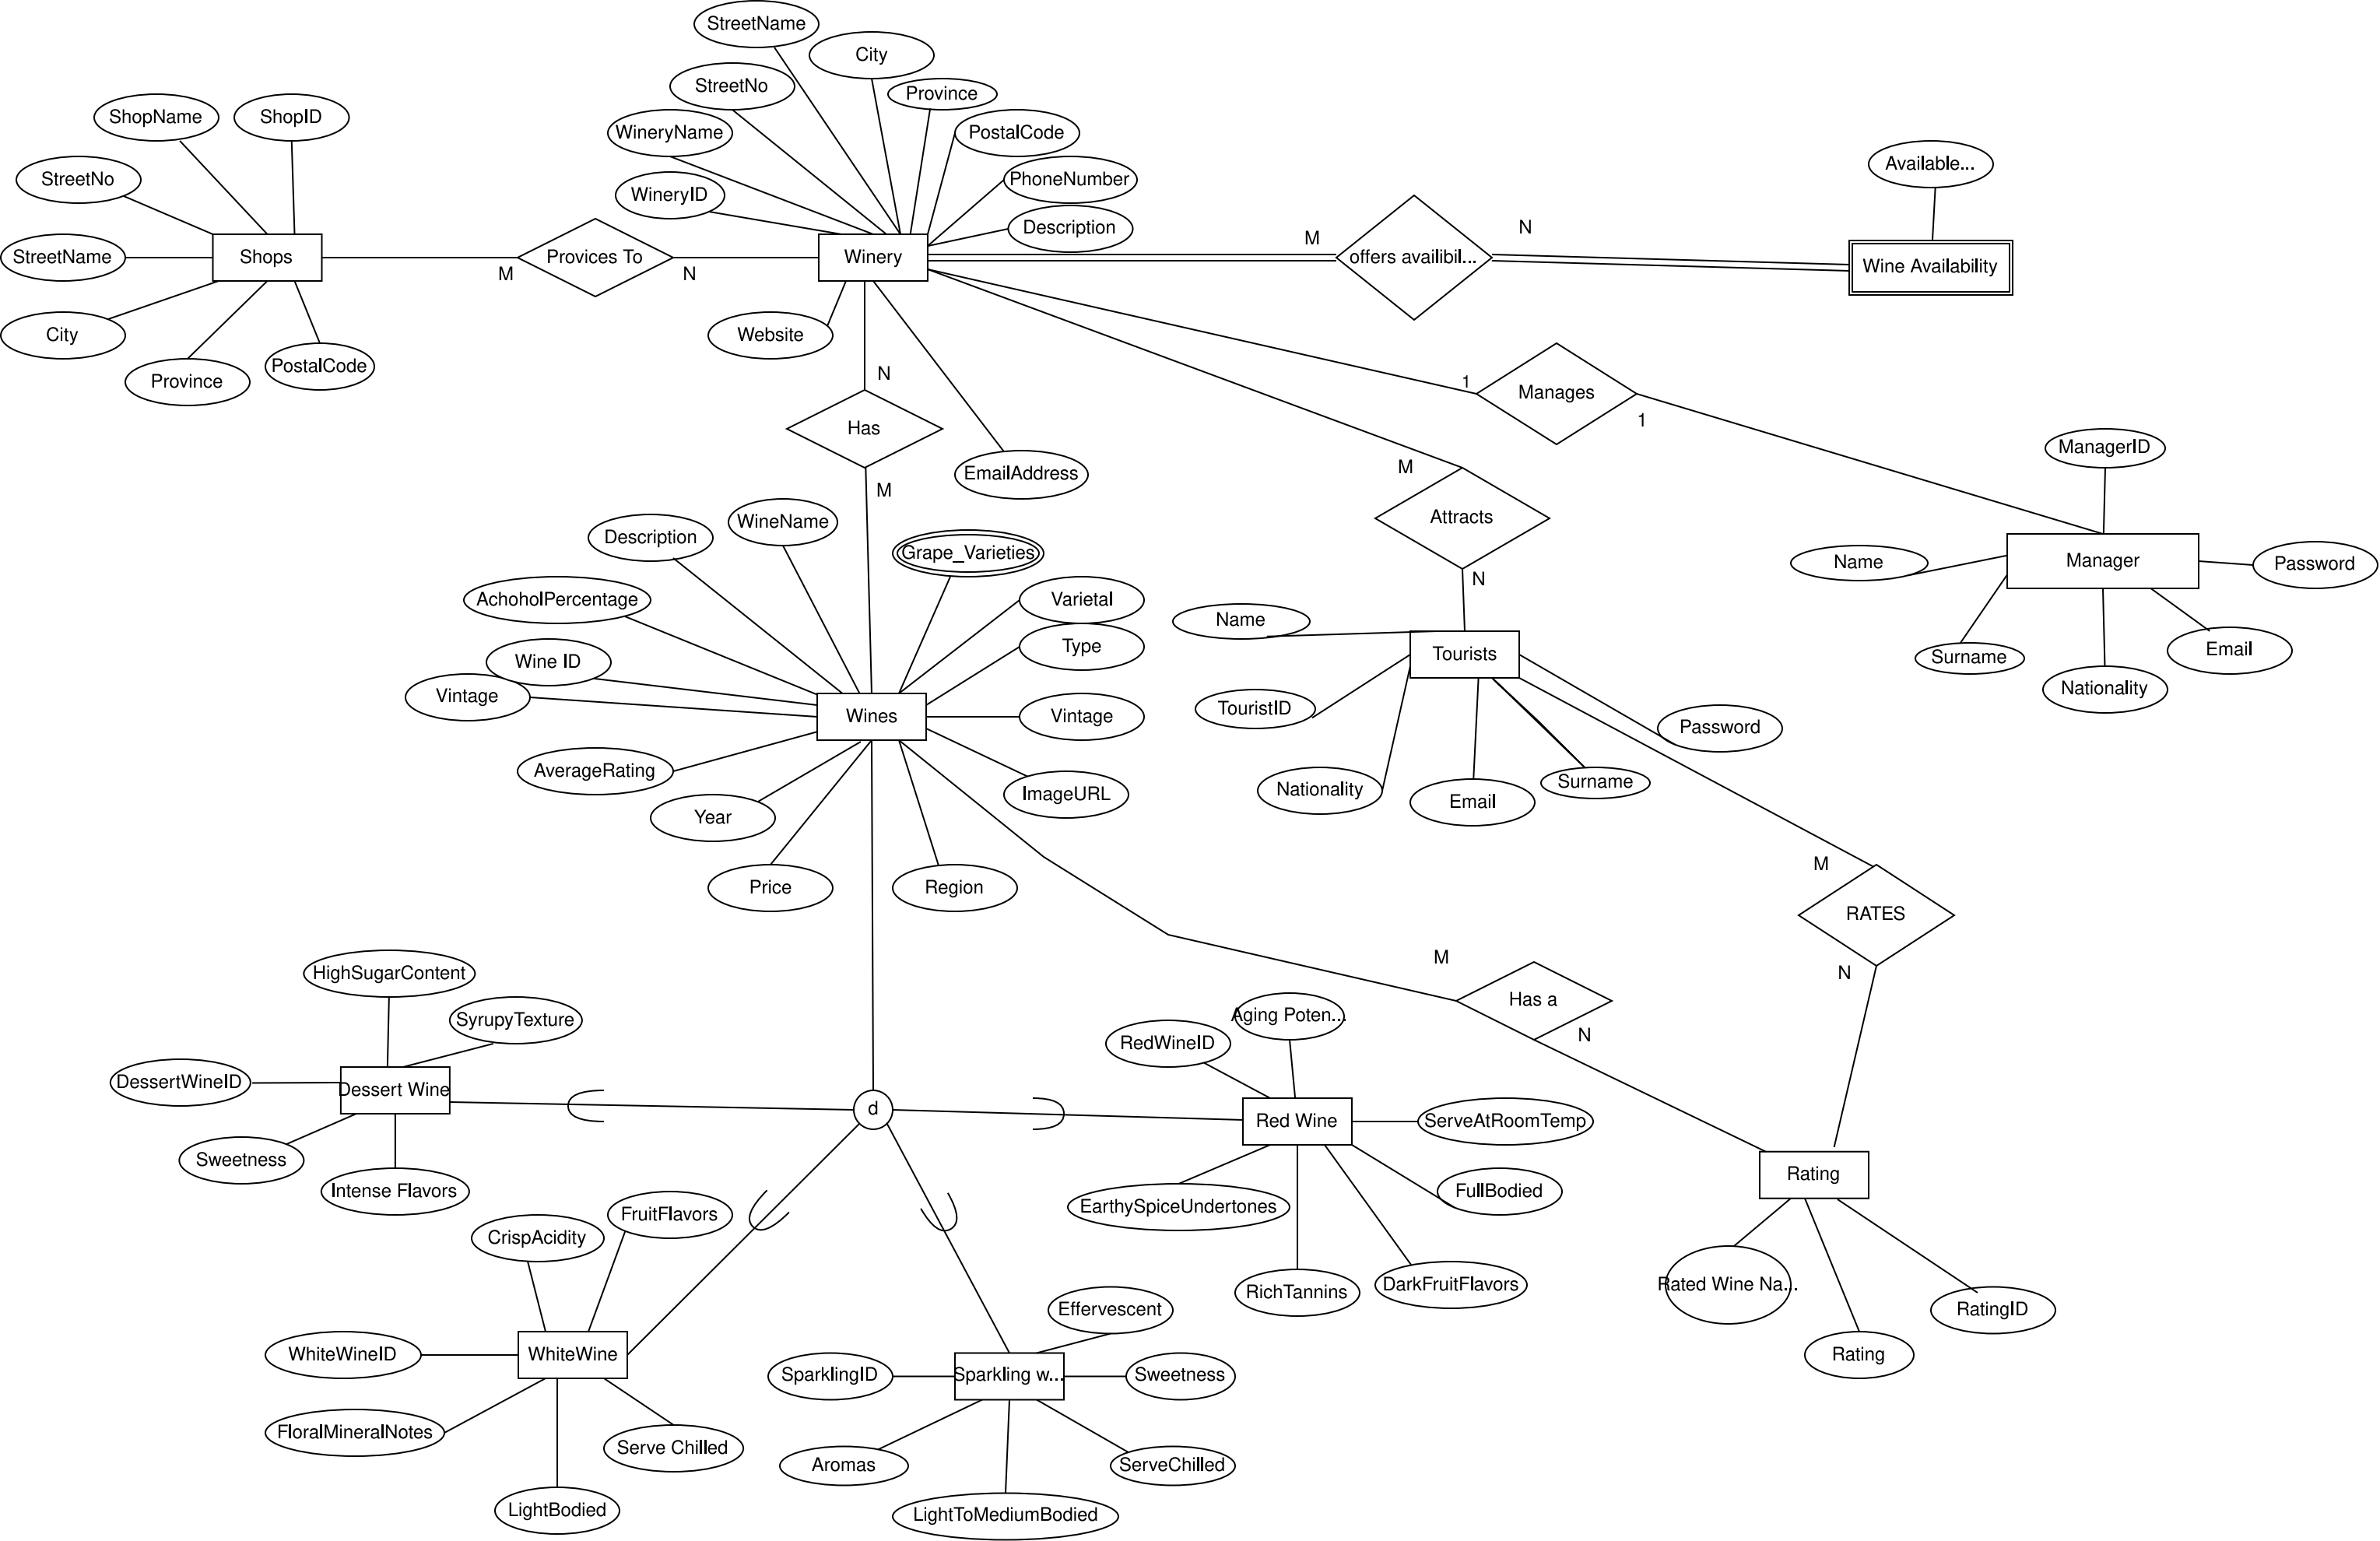 StreetName
City
StreetNo
Province
ShopName
ShopID
WineryName
PostalCode
StreetNo
WineryID
PhoneNumber
Available...
Description
StreetName
Shops
Provices To
Winery
offers availibil...
Wine Availability
M
N
M
N
City
Website
Province
PostalCode
N
1
Manages
1
Has
M
EmailAddress
M
Attracts
N
ManagerID
Description
WineName
Grape_Varieties
Name
Manager
Password
AchoholPercentage
Varietal
Name
Surname
Nationality
Email
Wine ID
Type
Tourists
Vintage
Wines
Vintage
TouristID
Password
AverageRating
ImageURL
Nationality
Email
Surname
Year
Price
Region
M
RATES
N
HighSugarContent
M
Has a
N
SyrupyTexture
RedWineID
Aging Poten...
DessertWineID
Dessert Wine
d
Red Wine
ServeAtRoomTemp
Sweetness
Intense Flavors
EarthySpiceUndertones
FullBodied
Rating
CrispAcidity
FruitFlavors
RichTannins
DarkFruitFlavors
Rated Wine Na...
RatingID
Rating
Effervescent
WhiteWineID
WhiteWine
SparklingID
Sparkling w...
Sweetness
FloralMineralNotes
Serve Chilled
Aromas
ServeChilled
LightBodied
LightToMediumBodied